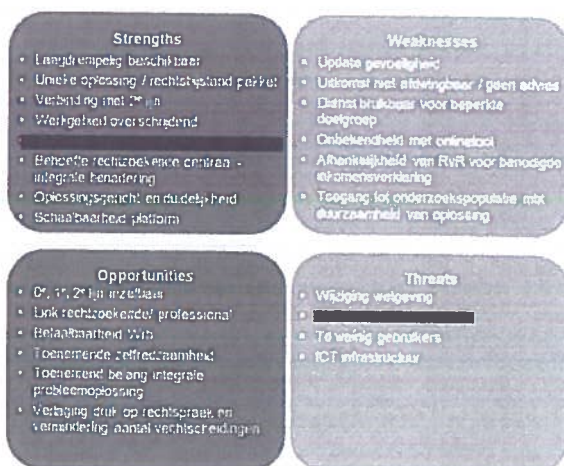 Strengths
• Laagdrempelig beschikbaar
• Unieke oplossing / rechtsbijstand pakket
• Verbinding met 2e lijn
• Werkgebied overschrijdend
• Behoefte rechtzoekende centraal -
integrale benadering
• Oplossingsgericht en duidelijkheid
• Schaalbaarheid platform
Weaknesses
• Update gevoeligheid
• Uitkomst niet afdwingbaar / geen advies
• Dienst bruikbaar voor beperkte
doelgroep
• Onbekendheid met onlinetool
• Afhankelijkheid van RvR voor benodigde
inkomensverklaring
• Toegang tot onderzoekspopulatie mbt
duurzaamheid van oplossing
Opportunities
• 0e, 1e, 2e lijn inzetbaar
• Link rechtzoekende/ professional
• Betaalbaarheid Wrb
• Toenemende zelfredzaamheid
• Toenemend belang integrale
probleemoplossing
• Verlaging druk op rechtspraak en
vermindering aantal vechtscheidingen
Threats
• Wijziging wetgeving
• Te weinig gebruikers
• ICT infrastructuur